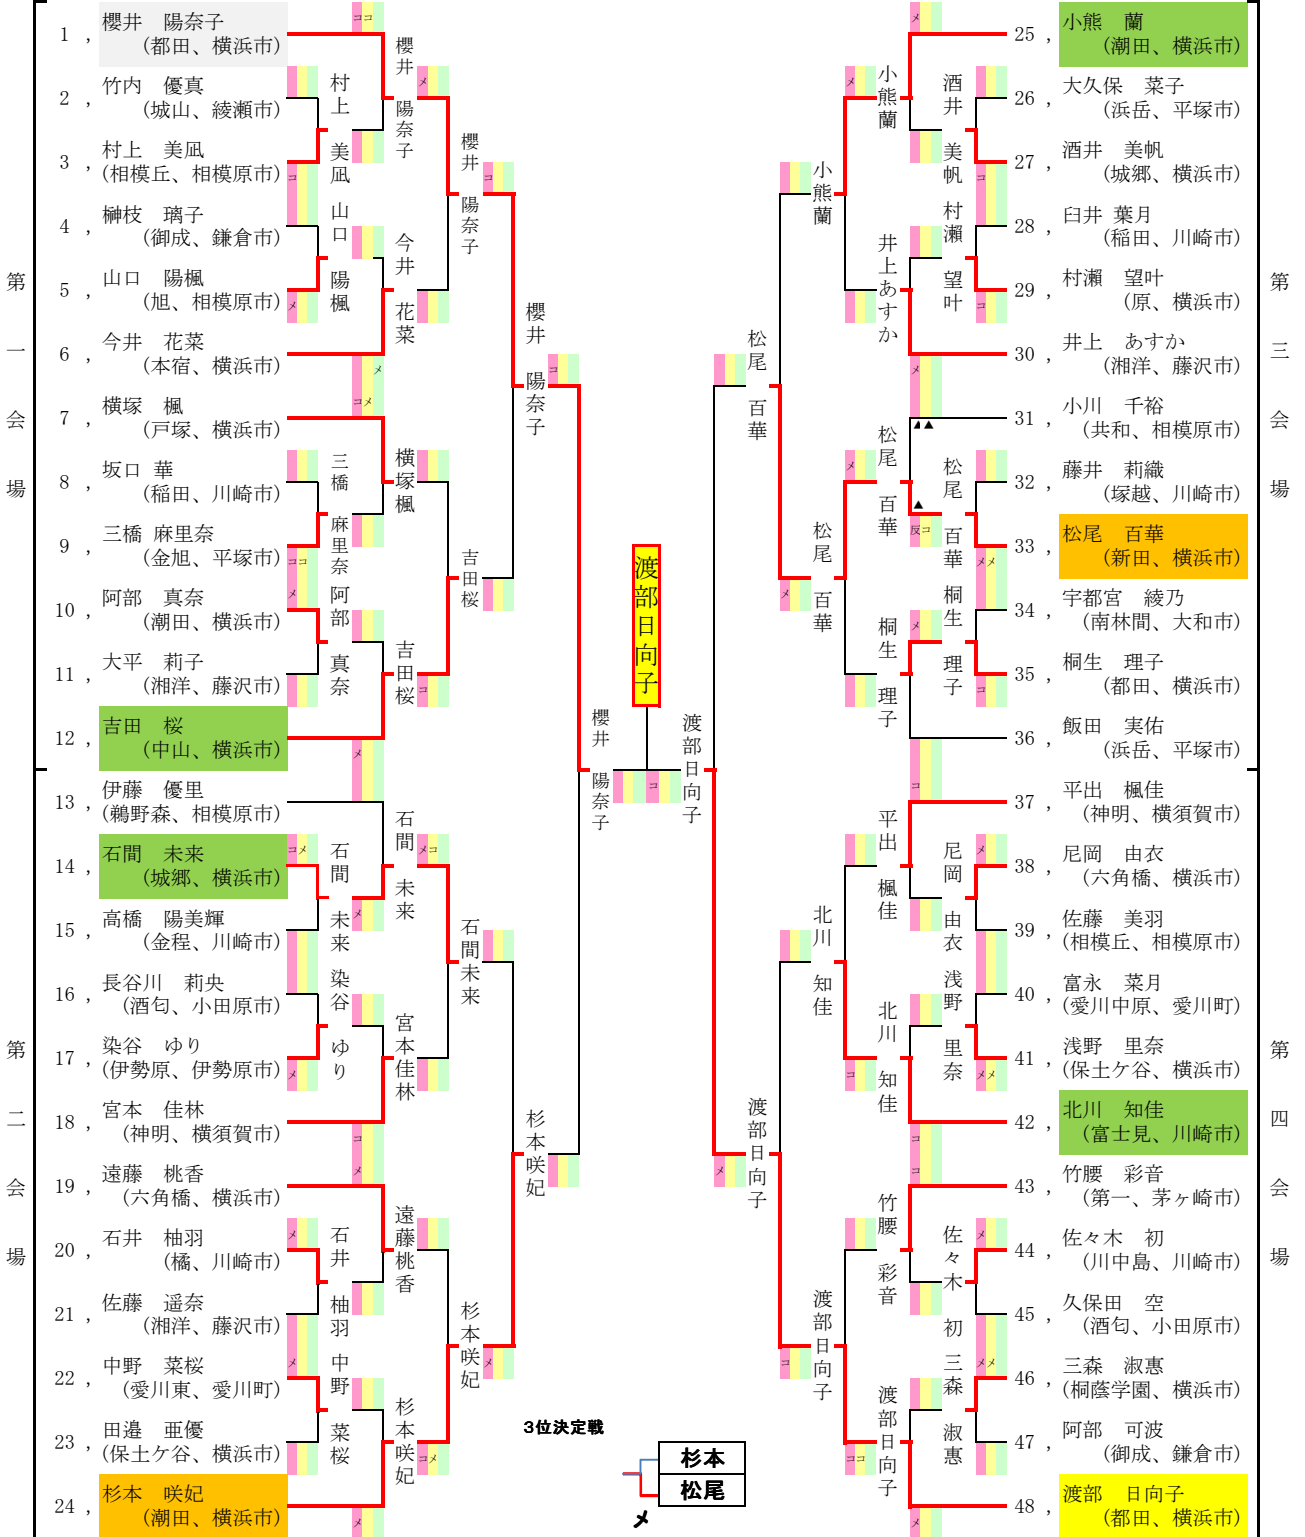 第一会場
1 , 櫻井 陽奈子
(都田、横浜市)
2 , 竹内 優真
(城山、綾瀬市)
3 , 村上 美凪
(相模丘、相模原市)
4 , 榊枝 璃子
(御成、鎌倉市)
5 , 山口 陽楓
(旭、相模原市)
6 , 今井 花菜
(本宿、横浜市)
7 , 横塚 楓
(戸塚、横浜市)
8 , 坂口 華
(稲田、川崎市)
9 , 三橋 麻里奈
(金旭、平塚市)
10 , 阿部 真奈
(潮田、横浜市)
11 , 大平 莉子
(湘洋、藤沢市)
12 , 吉田 桜
(中山、横浜市)
第二会場
13 , 伊藤 優里
(鵜野森、相模原市)
14 , 石間 未来
(城郷、横浜市)
15 , 高橋 陽美輝
(金程、川崎市)
16 , 長谷川 莉央
(酒匂、小田原市)
17 , 染谷 ゆり
(伊勢原、伊勢原市)
18 , 宮本 佳林
(神明、横須賀市)
19 , 遠藤 桃香
(六角橋、横浜市)
20 , 石井 柚羽
(橘、川崎市)
21 , 佐藤 遥奈
(湘洋、藤沢市)
22 , 中野 菜桜
(愛川東、愛川町)
23 , 田邉 亜優
(保土ケ谷、横浜市)
24 , 杉本 咲妃
(潮田、横浜市)
村上 美凪
山口 陽楓
三橋 麻里奈
阿部 真奈
石間 未来
染谷 ゆり
石井 柚羽
中野 菜桜
櫻井 陽奈子
今井 花菜
横塚楓
吉田桜
石間 未来
宮本佳林
遠藤桃香
杉本咲妃
櫻井 陽奈子
吉田桜
石間未来
杉本咲妃
櫻井 陽奈子
杉本咲妃
櫻井 陽奈子
渡部日向子
渡部日向子
松尾 百華
渡部日向子
小熊蘭
松尾 百華
北川 知佳
渡部日向子
小熊蘭
井上あすか
松尾 百華
桐生 理子
平出 楓佳
北川 知佳
竹腰 彩音
渡部日向子
酒井 美帆
村瀬 望叶
松尾 百華
桐生 理子
尼岡 由衣
浅野 里奈
佐々木 初
三森 淑惠
第三会場
25 , 小熊 蘭
(潮田、横浜市)
26 , 大久保 菜子
(浜岳、平塚市)
27 , 酒井 美帆
(城郷、横浜市)
28 , 臼井 葉月
(稲田、川崎市)
29 , 村瀬 望叶
(原、横浜市)
30 , 井上 あすか
(湘洋、藤沢市)
31 , 小川 千裕
(共和、相模原市)
32 , 藤井 莉織
(塚越、川崎市)
33 , 松尾 百華
(新田、横浜市)
34 , 宇都宮 綾乃
(南林間、大和市)
35 , 桐生 理子
(都田、横浜市)
36 , 飯田 実佑
(浜岳、平塚市)
第四会場
37 , 平出 楓佳
(神明、横須賀市)
38 , 尼岡 由衣
(六角橋、横浜市)
39 , 佐藤 美羽
(相模丘、相模原市)
40 , 富永 菜月
(愛川中原、愛川町)
41 , 浅野 里奈
(保土ケ谷、横浜市)
42 , 北川 知佳
(富士見、川崎市)
43 , 竹腰 彩音
(第一、茅ヶ崎市)
44 , 佐々木 初
(川中島、川崎市)
45 , 久保田 空
(酒匂、小田原市)
46 , 三森 淑惠
(桐蔭学園、横浜市)
47 , 阿部 可波
(御成、鎌倉市)
48 , 渡部 日向子
(都田、横浜市)
3位決定戦
杉本
松尾
メ